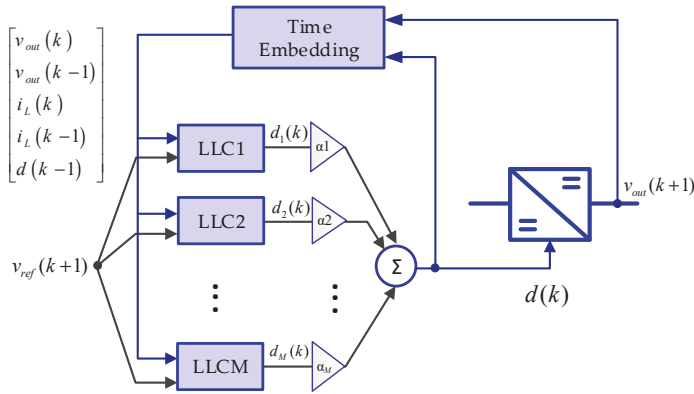 Time
Embedding
v_out(k)
v_out(k−1)
i_L(k)
i_L(k−1)
d(k−1)
LLC1
d_1(k)
α1
LLC2
d_2(k)
α2
v_out(k+1)
v_ref(k+1)
Σ
d(k)
LLCM
d_M(k)
α_M